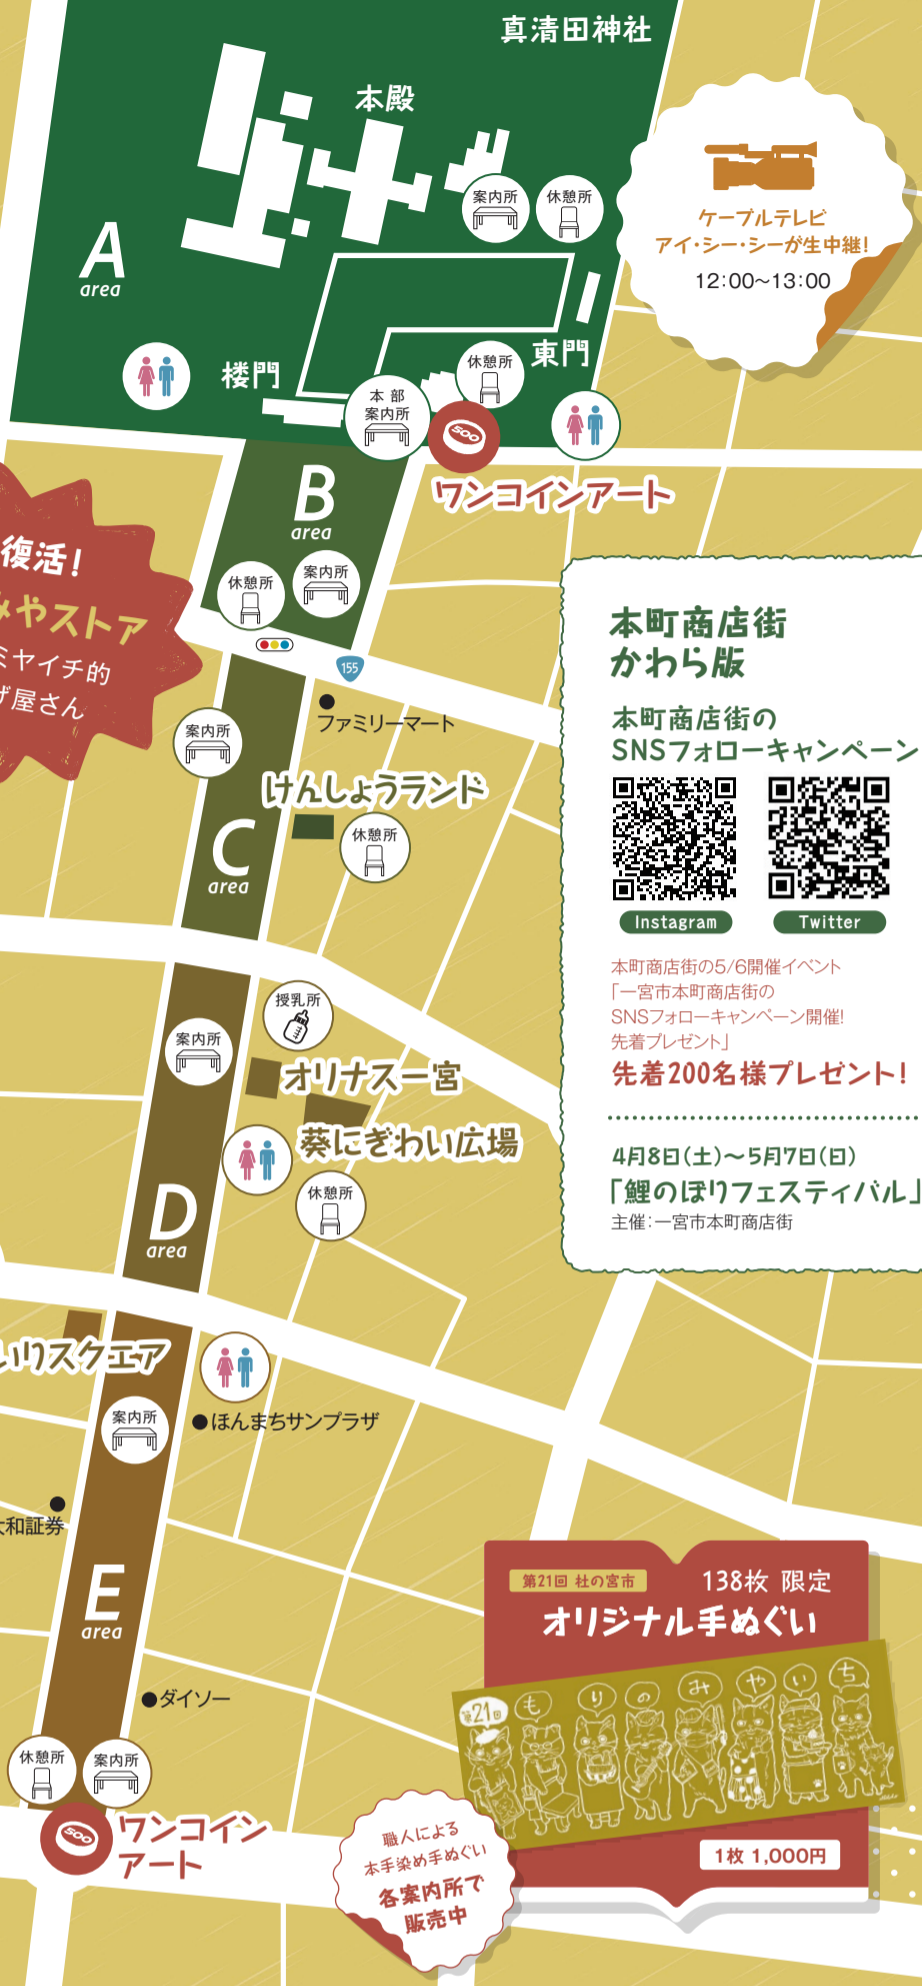 真清田神社
本殿
案内所
休憩所
ケーブルテレビ
アイ・シー・シーが生中継!
12:00～13:00
A
area
楼門
東門
休憩所
本部
案内所
500
ワンコインアート
B
area
休憩所
案内所
155
復活!
みやストア
ミヤイチ的
げ屋さん
ファミリーマート
案内所
けんしょうランド
休憩所
C
area
本町商店街
かわら版
本町商店街の
SNSフォローキャンペーン
Instagram
Twitter
本町商店街の5/6開催イベント
「一宮市本町商店街の
SNSフォローキャンペーン開催!
先着プレゼント」
先着200名様プレゼント!
4月8日(土)～5月7日(日)
「鯉のぼりフェスティバル」
主催:一宮市本町商店街
授乳所
案内所
オリナス一宮
葵にぎわい広場
休憩所
D
area
いりスクエア
案内所
ほんまちサンプラザ
大和証券
E
area
ダイソー
休憩所
案内所
500
ワンコイン
アート
第21回 杜の宮市
138枚 限定
オリジナル手ぬぐい
第21回
もりのみやいち
1枚 1,000円
職人による
本手染め手ぬぐい
各案内所で
販売中